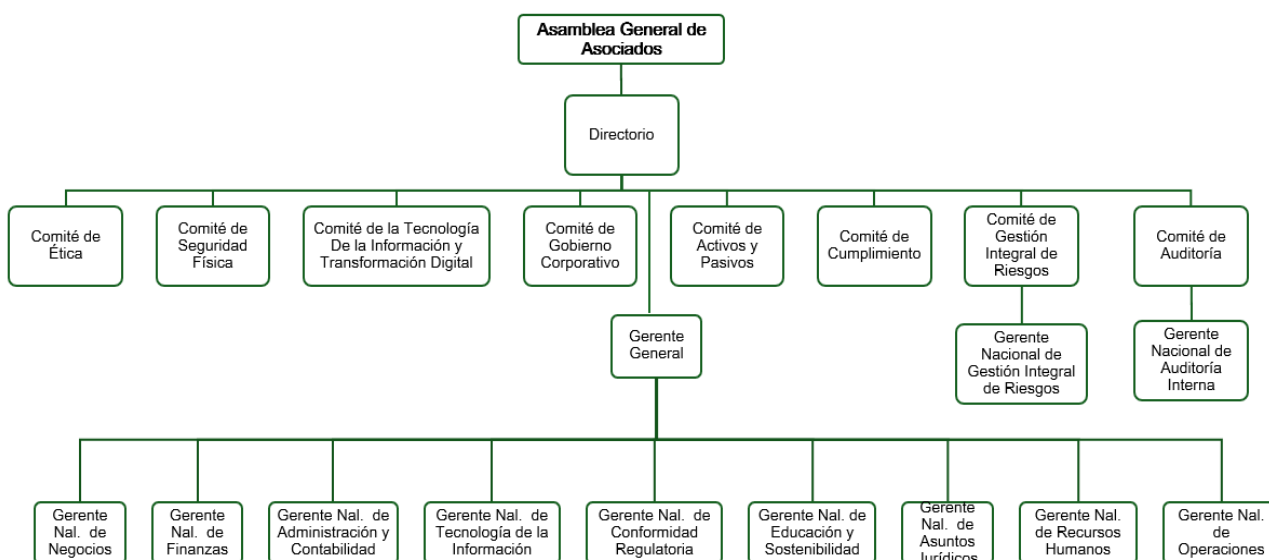 Asamblea General de
Asociados
Directorio
Comité de
Ética
Comité de
Seguridad
Física
Comité de la Tecnología
De la Información y
Transformación Digital
Comité de
Gobierno
Corporativo
Comité de
Activos y
Pasivos
Comité de
Cumplimiento
Comité de
Gestión
Integral de
Riesgos
Comité de
Auditoría
Gerente
General
Gerente
Nacional de
Gestión Integral
de Riesgos
Gerente
Nacional de
Auditoría
Interna
Gerente
Nal. de
Negocios
Gerente
Nal. de
Finanzas
Gerente Nal. de
Administración y
Contabilidad
Gerente Nal. de
Tecnología de la
Información
Gerente Nal. de
Conformidad
Regulatoria
Gerente Nal. de
Educación y
Sostenibilidad
Gerente
Nal. de
Asuntos
Jurídicos
Gerente Nal.
de Recursos
Humanos
Gerente Nal.
de
Operaciones